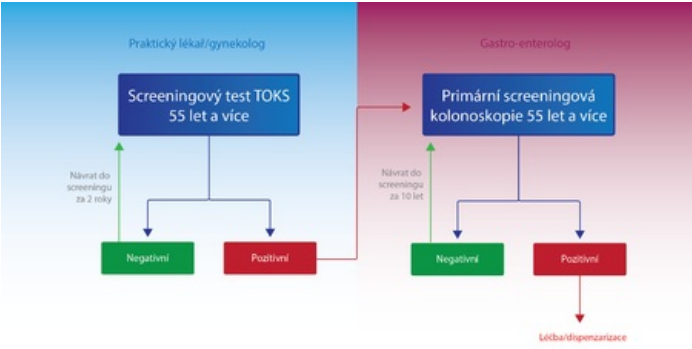 Praktický lékař/gynekolog
Gastro-enterolog
Screeningový test TOKS
55 let a více
Primární screeningová
kolonoskopie 55 let a více
Návrat do
screeningu
za 2 roky
Návrat do
screeningu
za 10 let
Negativní
Pozitivní
Negativní
Pozitivní
Léčba/dispenzarizace